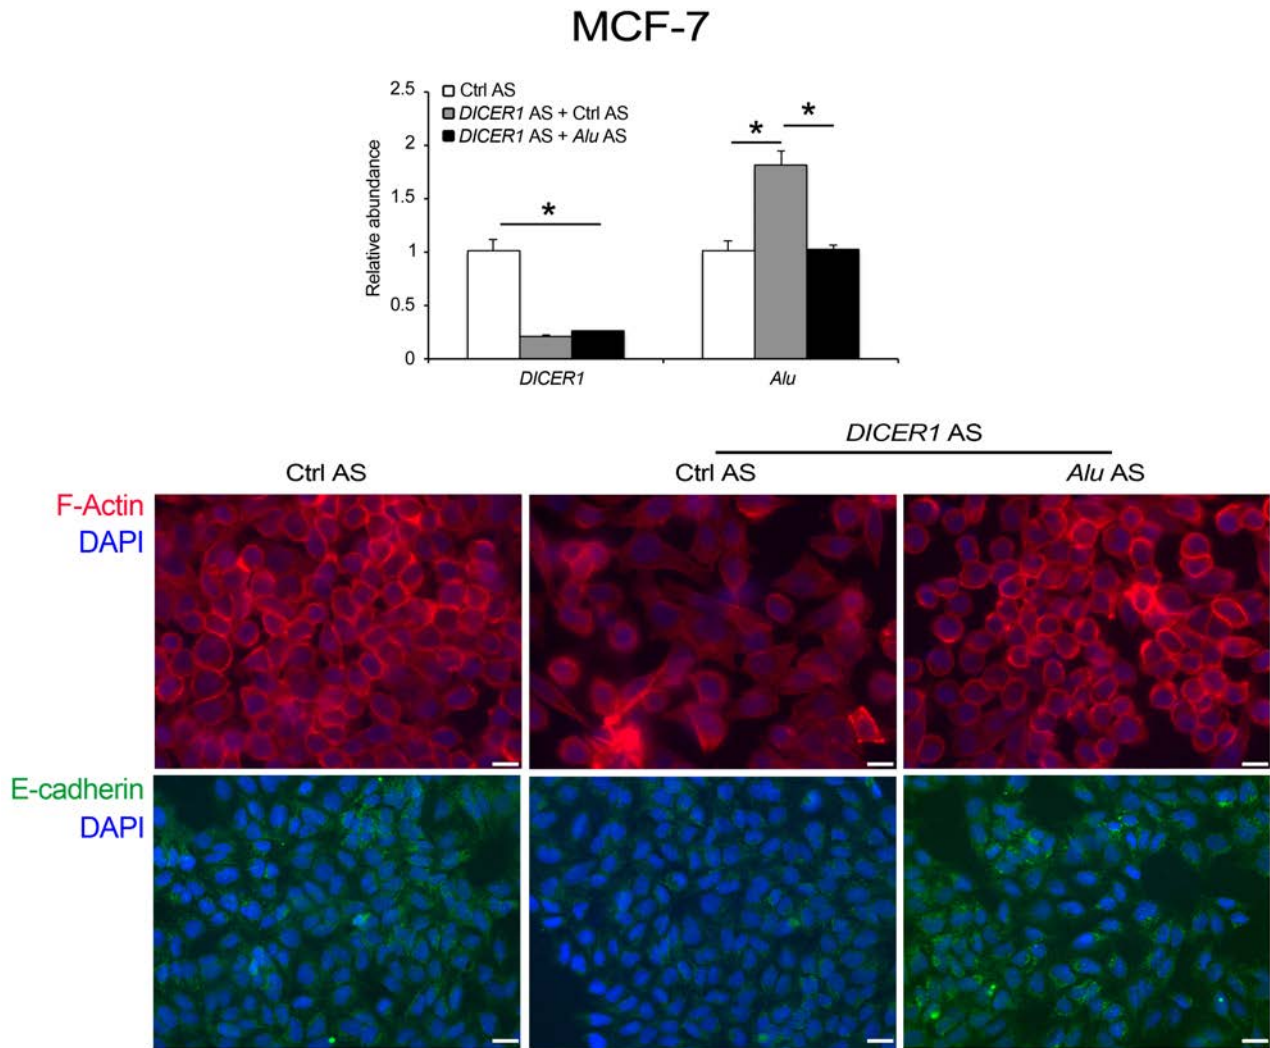 MCF-7
Ctrl AS
DICER1 AS + Ctrl AS
DICER1 AS + Alu AS
Relative abundance
2.5
2
1.5
1
0.5
0
*
*
*
DICER1
Alu
DICER1 AS
Ctrl AS
Ctrl AS
Alu AS
F-Actin
DAPI
E-cadherin
DAPI